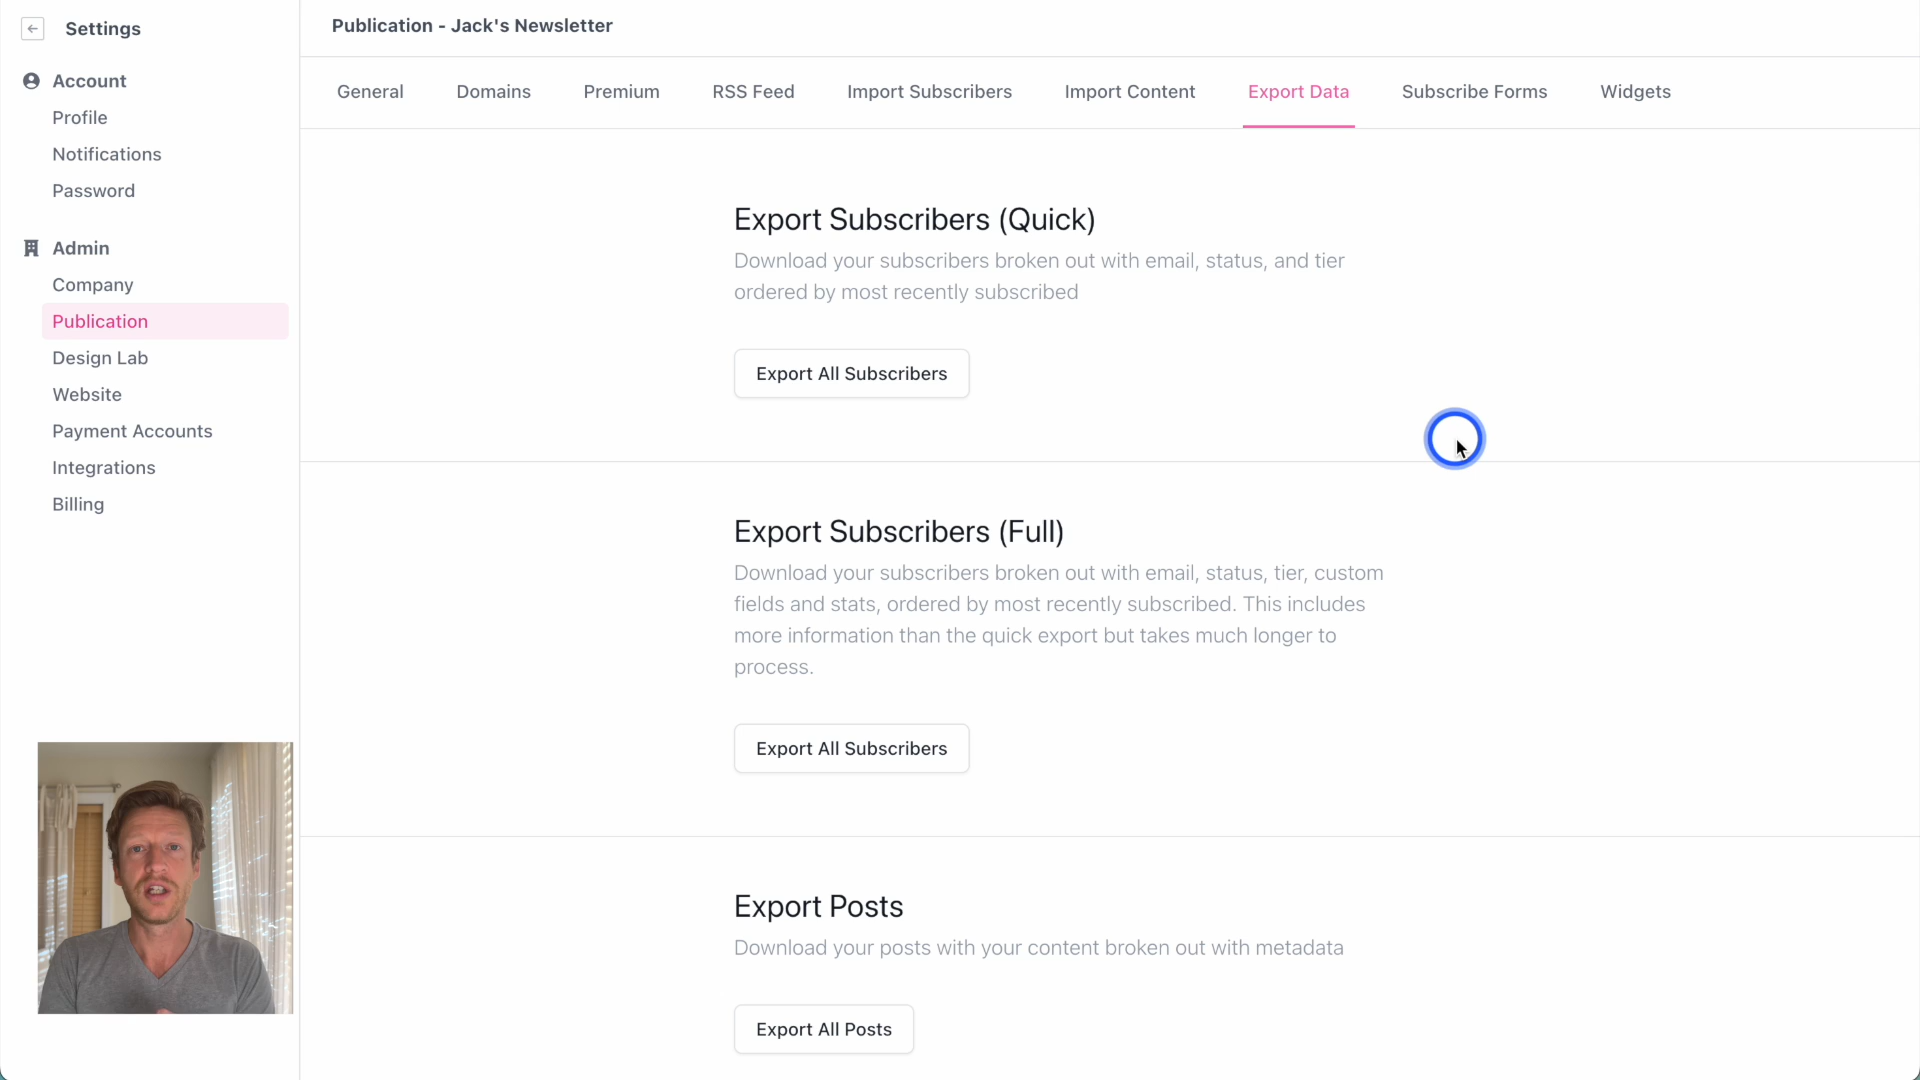 Settings
Account
Profile
Notifications
Password
Admin
Company
Publication
Design Lab
Website
Payment Accounts
Integrations
Billing
Publication - Jack's Newsletter
General Domains Premium RSS Feed Import Subscribers Import Content Export Data Subscribe Forms Widgets
Export Subscribers (Quick)
Download your subscribers broken out with email, status, and tier
ordered by most recently subscribed
Export All Subscribers
Export Subscribers (Full)
Download your subscribers broken out with email, status, tier, custom
fields and stats, ordered by most recently subscribed. This includes
more information than the quick export but takes much longer to
process.
Export All Subscribers
Export Posts
Download your posts with your content broken out with metadata
Export All Posts